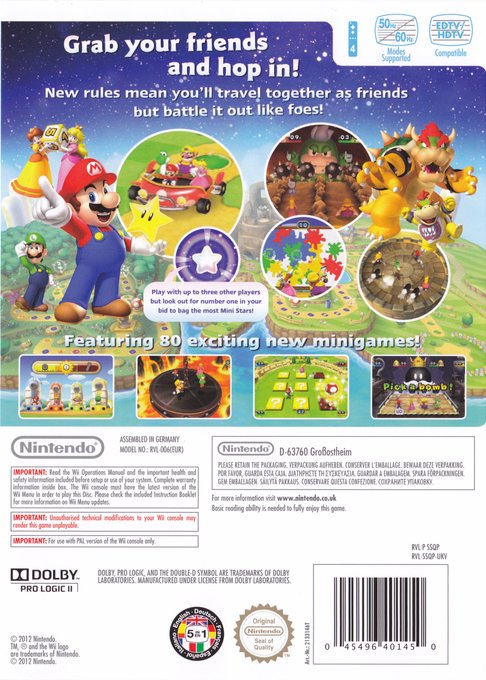 Grab your friends
and hop in!
New rules mean you'll travel together as friends
but battle it out like foes!
4
50Hz
60Hz
Modes
Supported
EDTV/
HDTV
Compatible
Play with up to three other players
but look out for number one in your
bid to bag the most Mini Stars!
Featuring 80 exciting new minigames!
Pick a bomb!
Nintendo
ASSEMBLED IN GERMANY
MODEL NO.: RVL-006(EUR)
IMPORTANT: Read the Wii Operations Manual and the important health and
safety information included before setup or use of your system. Complete warranty
information inside box. The Wii console must have the latest version of the
Wii Menu in order to play this Disc. Please check the included Instruction Booklet
for more information on Wii Menu updates.
IMPORTANT: Unauthorised technical modifications to your Wii console may
render this game unplayable.
IMPORTANT: For use with PAL version of the Wii console only.
Nintendo
D-63760 Großostheim
PLEASE RETAIN THE PACKAGING. VERPACKUNG AUFHEBEN. CONSERVER L'EMBALLAGE. BEWAAR DEZE VERPAKKING.
POR FAVOR, GUARDA ESTA CAJA. ΔΙΑΤΗΡΗΣΤΕ ΤΗ ΣΥΣΚΕΥΑΣΙΑ. GUARDAR A EMBALAGEM. SPARA FÖRPACKNINGEN.
GEM EMBALLAGEN. SÄILYTÄ PAKKAUS. CONSERVARE QUESTA CONFEZIONE. СОХРАНИТЕ УПАКОВКУ.
For more information visit www.nintendo.co.uk
Basic reading ability is needed to fully enjoy this game.
RVL P SSQP
RVL-SSQP-UKV
DOLBY
PRO LOGIC II
DOLBY, PRO LOGIC, AND THE DOUBLE-D SYMBOL ARE TRADEMARKS OF DOLBY
LABORATORIES. MANUFACTURED UNDER LICENSE FROM DOLBY LABORATORIES.
© 2012 Nintendo.
TM, ® and the Wii logo
are trademarks of Nintendo.
© 2012 Nintendo.
English · Deutsch
Français · Español · Italiano
5 in 1
Original
Nintendo
Seal of
Quality
Art.-No.: 2133146T
0 45496 40145 0